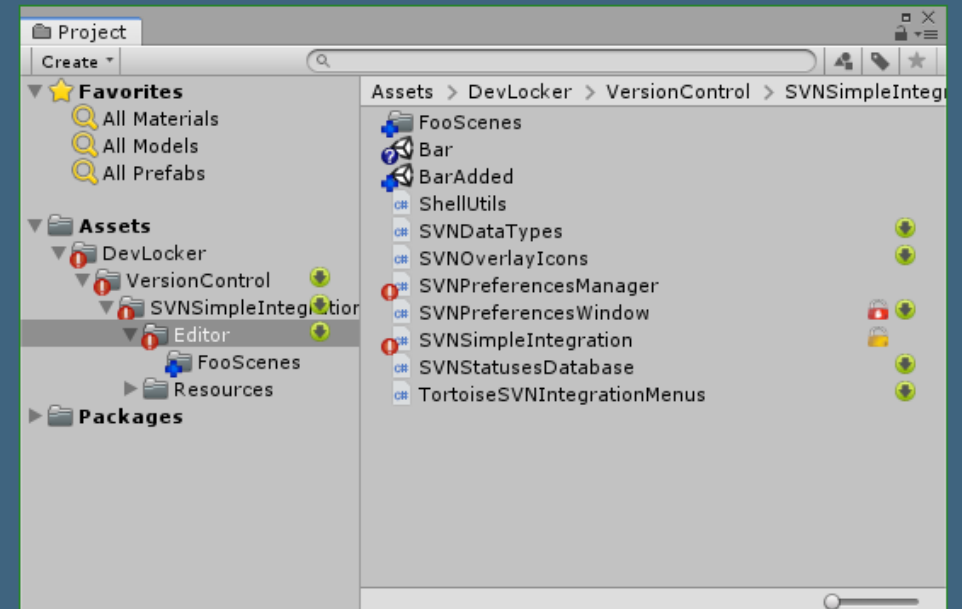 Project
Create
Favorites
All Materials
All Models
All Prefabs
Assets
DevLocker
VersionControl
SVNSimpleIntegration
Editor
FooScenes
Resources
Packages
Assets > DevLocker > VersionControl > SVNSimpleInteg
FooScenes
Bar
BarAdded
C# ShellUtils
C# SVNDataTypes
C# SVNOverlayIcons
C# SVNPreferencesManager
C# SVNPreferencesWindow
C# SVNSimpleIntegration
C# SVNStatusesDatabase
C# TortoiseSVNIntegrationMenus